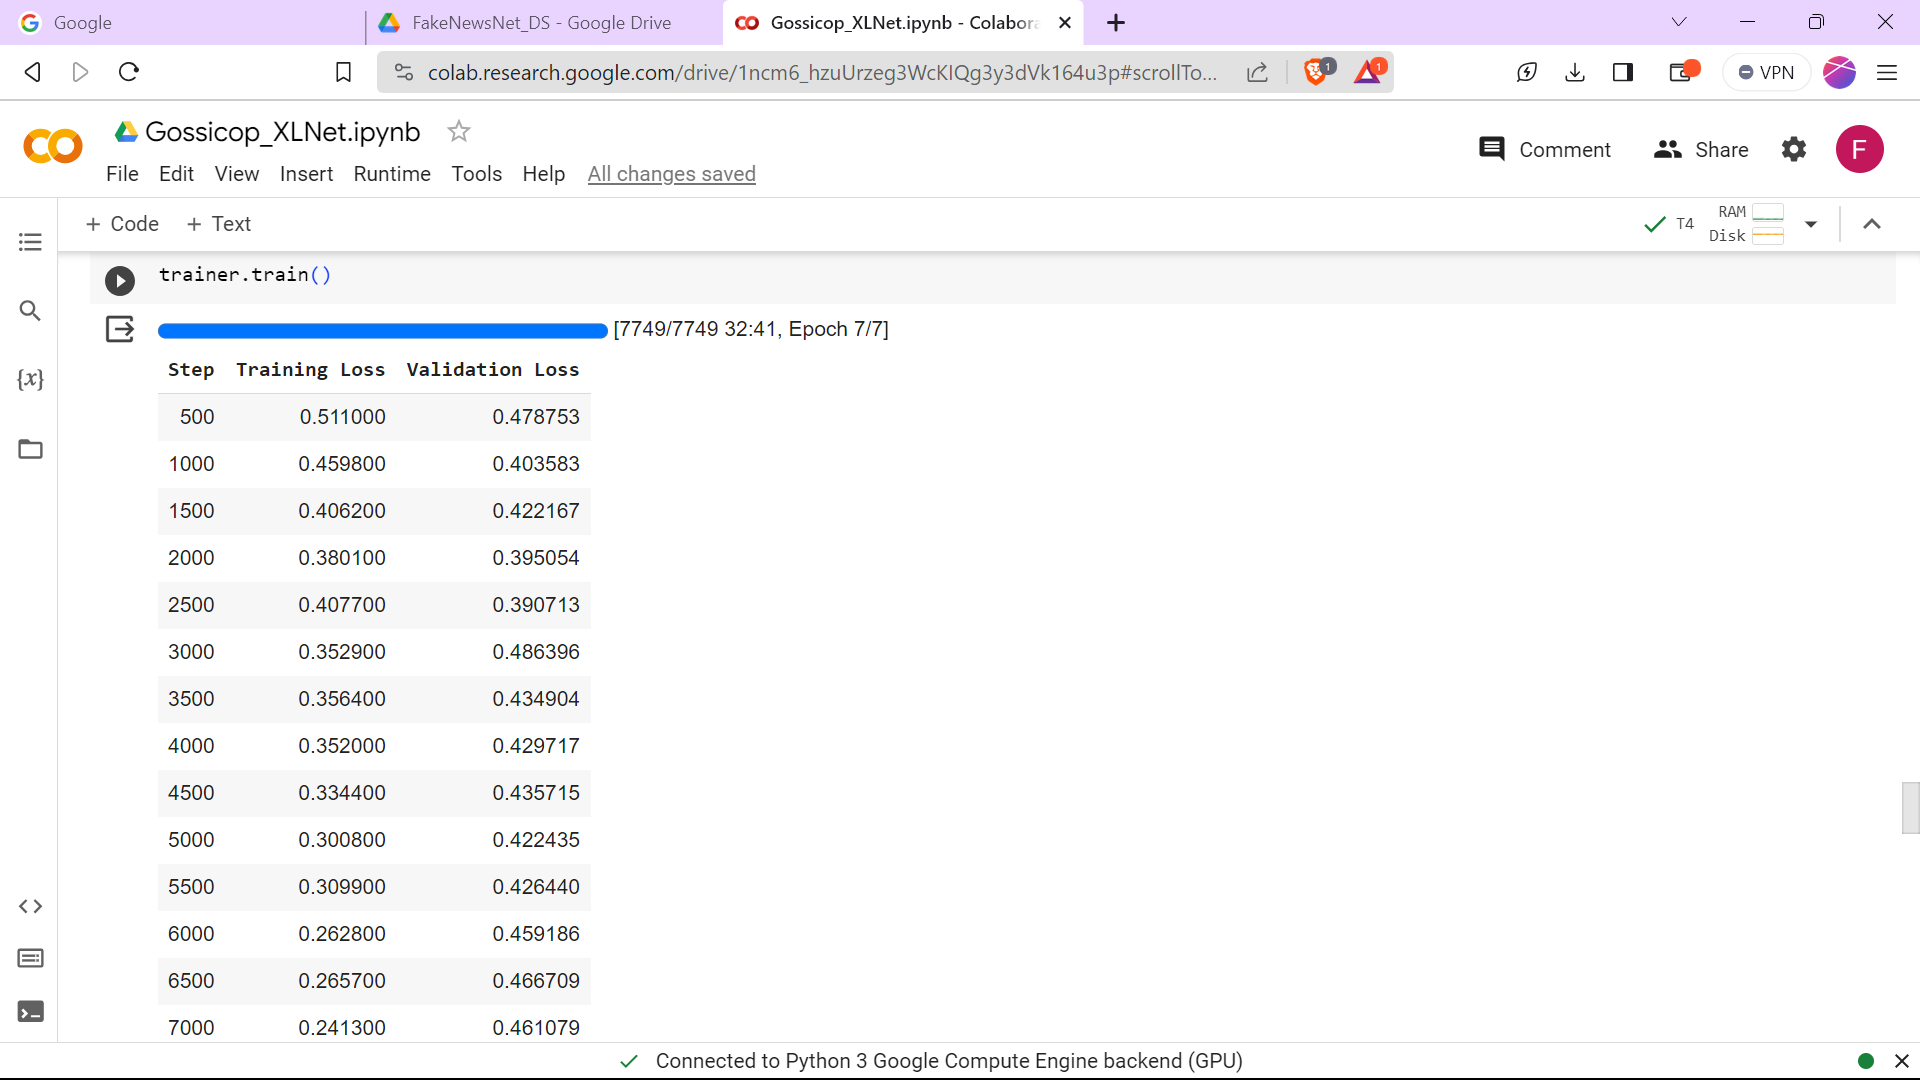 Google
FakeNewsNet_DS - Google Drive
Gossicop_XLNet.ipynb - Colabora
colab.research.google.com/drive/1ncm6_hzuUrzeg3WcKIQg3y3dVk164u3p#scrollTo...
1
1
VPN
Gossicop_XLNet.ipynb
Comment
Share
F
File Edit View Insert Runtime Tools Help All changes saved
+ Code + Text
T4
RAM
Disk
trainer.train()
[7749/7749 32:41, Epoch 7/7]
Step Training Loss Validation Loss
500 0.511000 0.478753
1000 0.459800 0.403583
1500 0.406200 0.422167
2000 0.380100 0.395054
2500 0.407700 0.390713
3000 0.352900 0.486396
3500 0.356400 0.434904
4000 0.352000 0.429717
4500 0.334400 0.435715
5000 0.300800 0.422435
5500 0.309900 0.426440
6000 0.262800 0.459186
6500 0.265700 0.466709
7000 0.241300 0.461079
{x}
Connected to Python 3 Google Compute Engine backend (GPU)